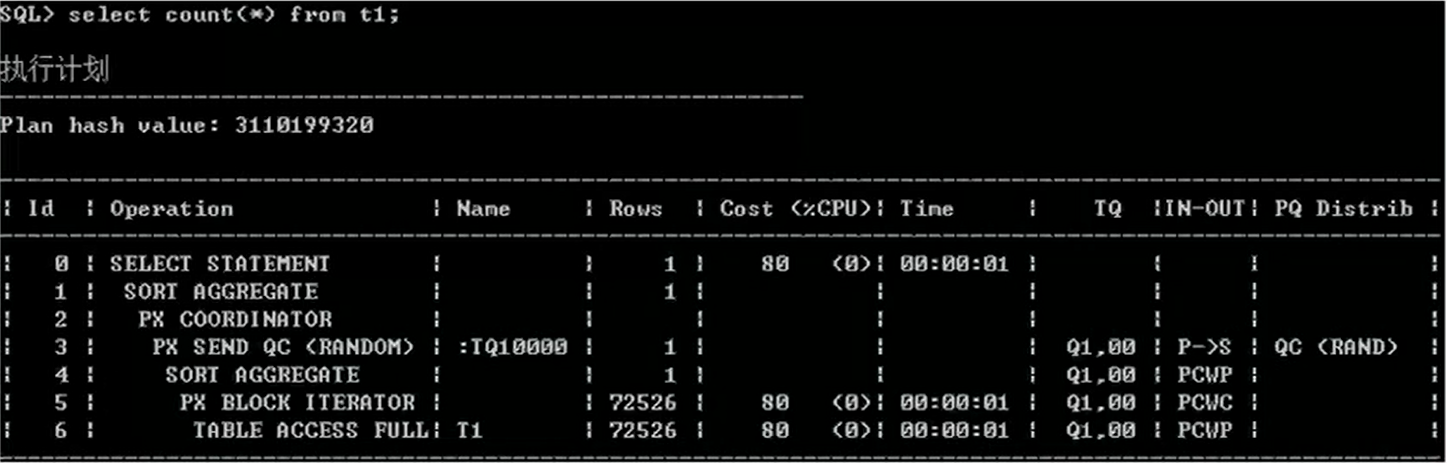 SQL> select count(*) from t1;
执行计划
----------------------------------------------------------
Plan hash value: 3110199320
--------------------------------------------------------------------------------------------------------
| Id  | Operation              | Name     | Rows  | Cost (%CPU)| Time     |    TQ  |IN-OUT| PQ Distrib |
--------------------------------------------------------------------------------------------------------
|   0 | SELECT STATEMENT       |          |     1 |    80   (0)| 00:00:01 |        |      |            |
|   1 |  SORT AGGREGATE        |          |     1 |            |          |        |      |            |
|   2 |   PX COORDINATOR       |          |       |            |          |        |      |            |
|   3 |    PX SEND QC (RANDOM) | :TQ10000 |     1 |            |          |  Q1,00 | P->S | QC (RAND)  |
|   4 |     SORT AGGREGATE     |          |     1 |            |          |  Q1,00 | PCWP |            |
|   5 |      PX BLOCK ITERATOR |          | 72526 |    80   (0)| 00:00:01 |  Q1,00 | PCWC |            |
|   6 |       TABLE ACCESS FULL| T1       | 72526 |    80   (0)| 00:00:01 |  Q1,00 | PCWP |            |
--------------------------------------------------------------------------------------------------------